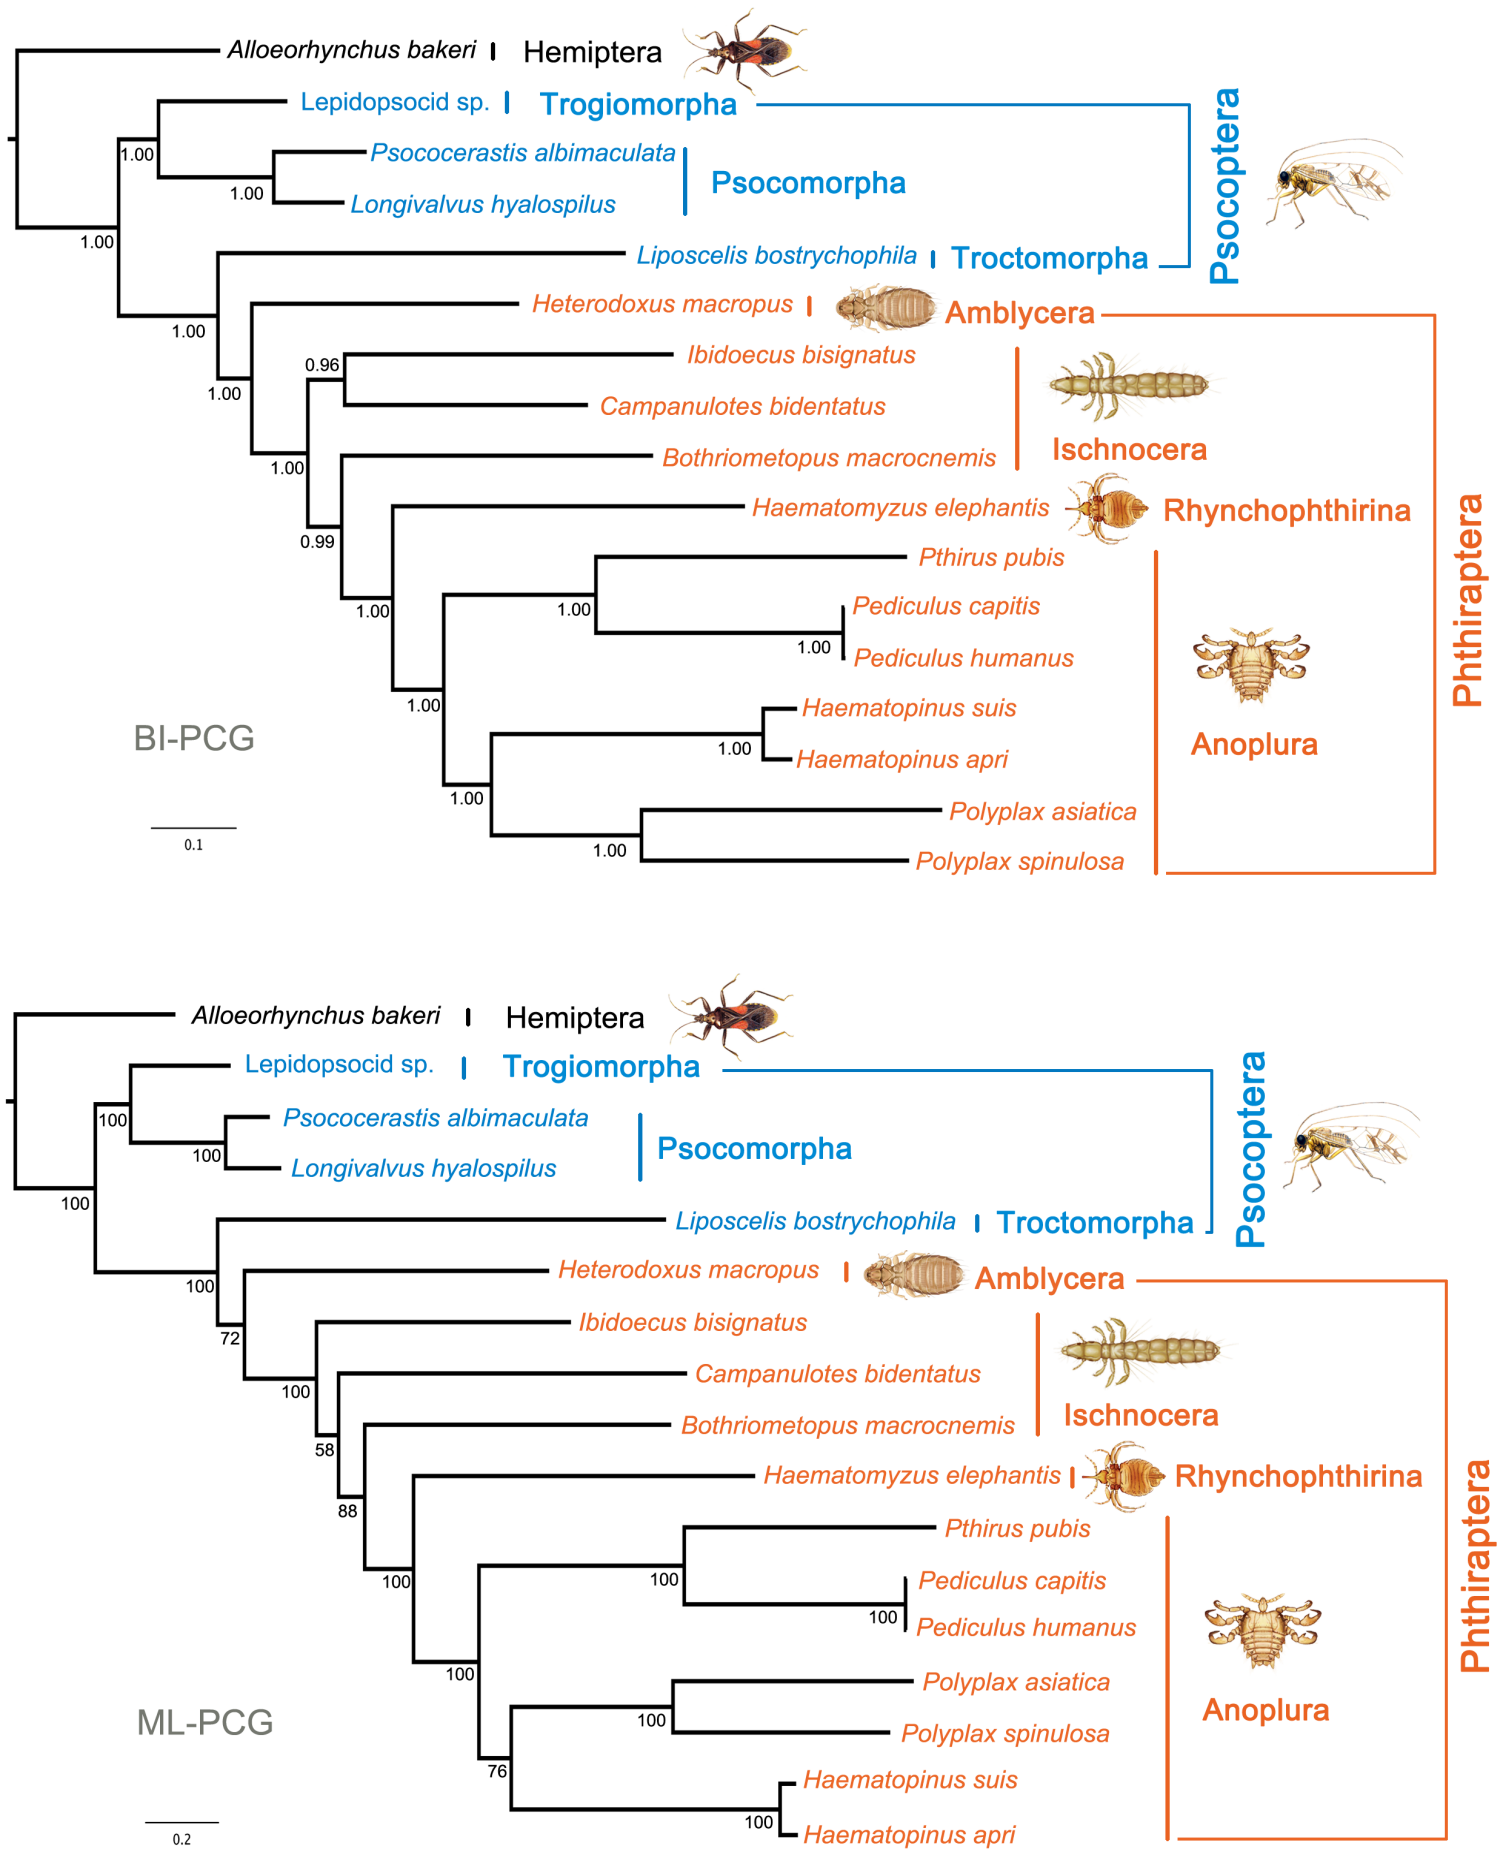 Alloeorhynchus bakeri
Hemiptera
Lepidopsocid sp.
Trogiomorpha
1.00
Psococerastis albimaculata
Psocomorpha
1.00
Longivalvus hyalospilus
Psocoptera
1.00
Liposcelis bostrychophila
Troctomorpha
Heterodoxus macropus
Amblycera
1.00
Ibidoecus bisignatus
0.96
1.00
Campanulotes bidentatus
Ischnocera
Bothriometopus macrocnemis
1.00
Haematomyzus elephantis
Rhynchophthirina
0.99
Pthirus pubis
Phthiraptera
Pediculus capitis
1.00
1.00
1.00
Pediculus humanus
1.00
Haematopinus suis
BI-PCG
1.00
Anoplura
Haematopinus apri
1.00
Polyplax asiatica
0.1
1.00
Polyplax spinulosa
Alloeorhynchus bakeri
Hemiptera
Lepidopsocid sp.
Trogiomorpha
100
Psococerastis albimaculata
Psocomorpha
100
Longivalvus hyalospilus
Psocoptera
100
Liposcelis bostrychophila
Troctomorpha
Heterodoxus macropus
Amblycera
100
Ibidoecus bisignatus
72
Campanulotes bidentatus
100
Ischnocera
Bothriometopus macrocnemis
58
Haematomyzus elephantis
Rhynchophthirina
88
Pthirus pubis
Phthiraptera
100
100
Pediculus capitis
100
Pediculus humanus
100
Polyplax asiatica
ML-PCG
100
Anoplura
Polyplax spinulosa
76
Haematopinus suis
0.2
100
Haematopinus apri